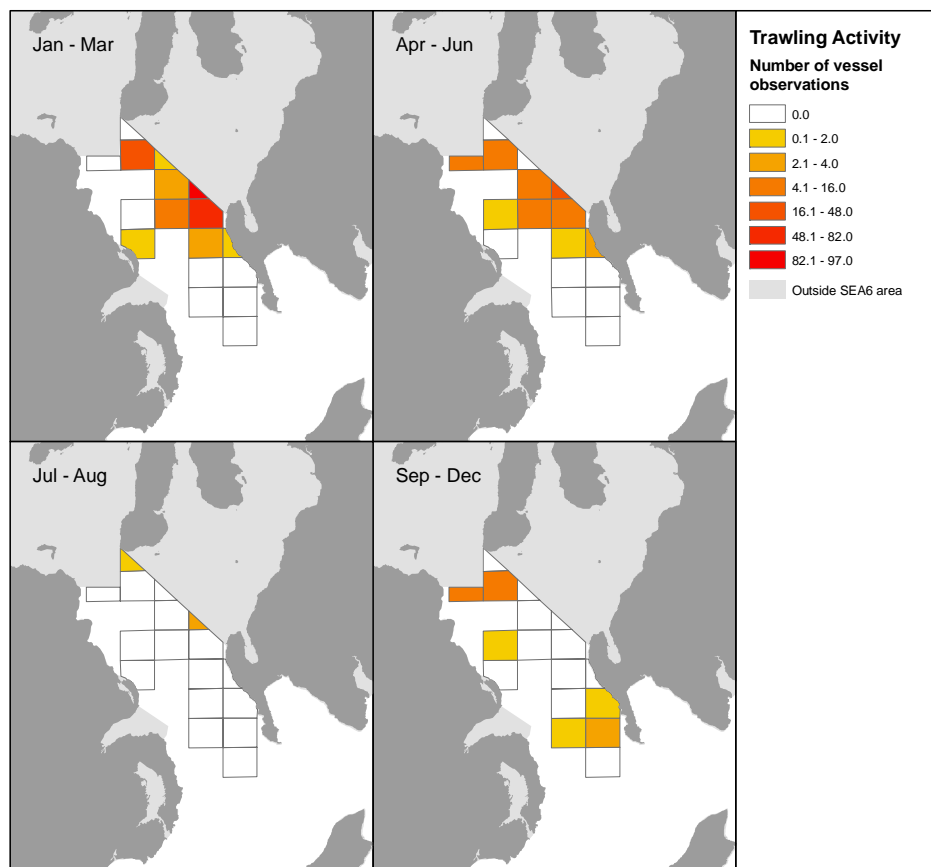 Jan - Mar
Apr - Jun
Jul - Aug
Sep - Dec
Trawling Activity
Number of vessel
observations
0.0
0.1 - 2.0
2.1 - 4.0
4.1 - 16.0
16.1 - 48.0
48.1 - 82.0
82.1 - 97.0
Outside SEA6 area